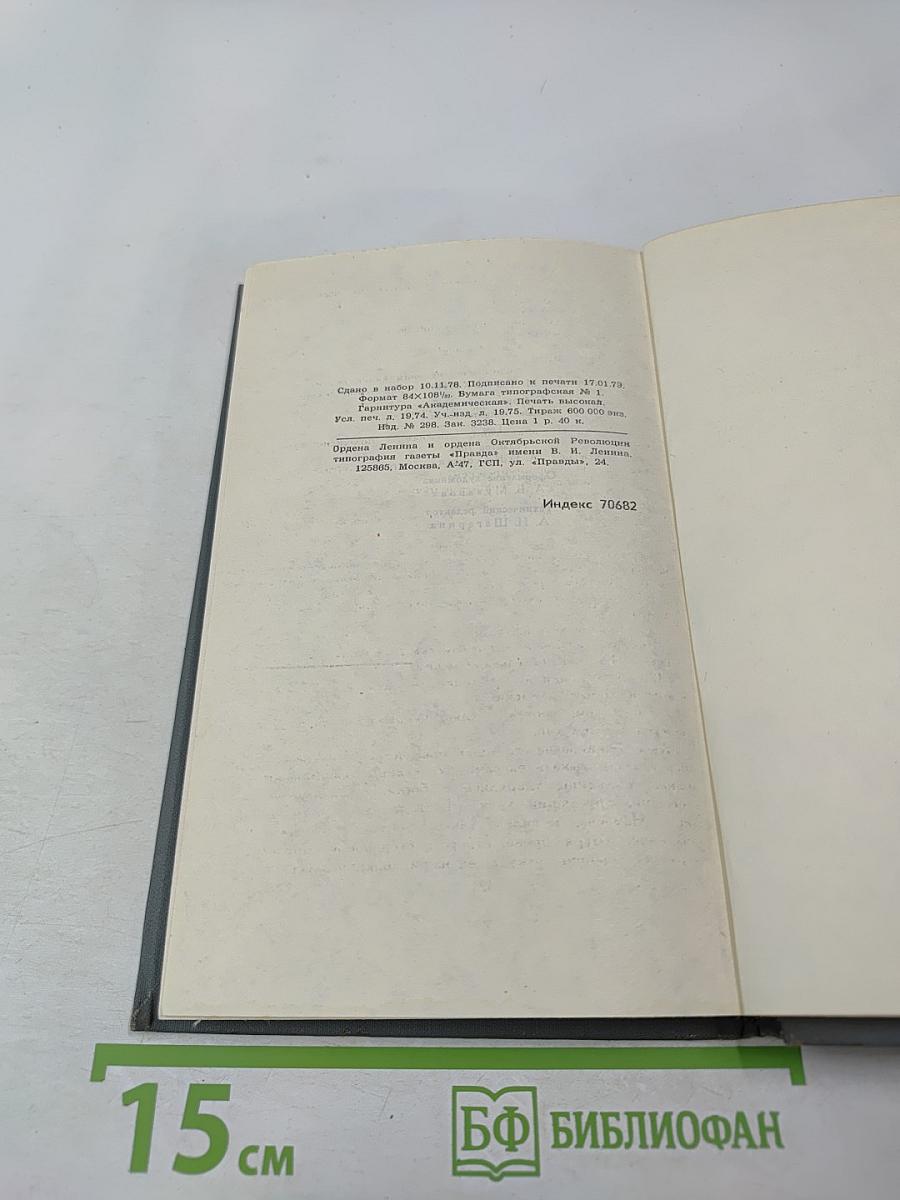 Сдано в набор 10.11.78. Подписано к печати 17.01.79.
Формат 84×108¹/₃₂. Бумага типографская № 1.
Гарнитура «Академическая». Печать высокая.
Усл. печ. л. 19,74. Уч.-изд. л. 19,75. Тираж 600 000 экз.
Изд. № 298. Зак. 3238. Цена 1 р. 40 к.
Ордена Ленина и ордена Октябрьской Революции
типография газеты «Правда» имени В. И. Ленина,
125865, Москва, А-47, ГСП, ул. «Правды», 24.
Индекс 70682
15 см
БФ БИБЛИОФАН